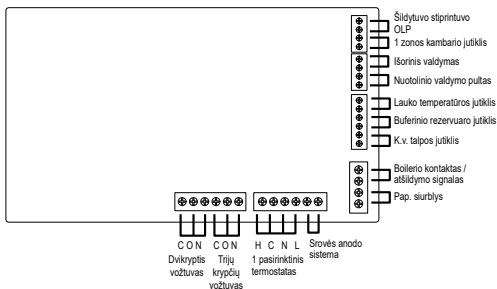 Šildytuvo stiprintuvo
OLP
1 zonos kambario jutiklis
Išorinis valdymas
Nuotolinio valdymo pultas
Lauko temperatūros jutiklis
Buferinio rezervuaro jutiklis
K.v. talpos jutiklis
Boilerio kontaktas /
atšildymo signalas
Pap. siurblys
C O N C O N H C N L
Dvikryptis
vožtuvas
Trijų
krypčių
vožtuvas
1 pasirinktinis
termostatas
Srovės anodo
sistema